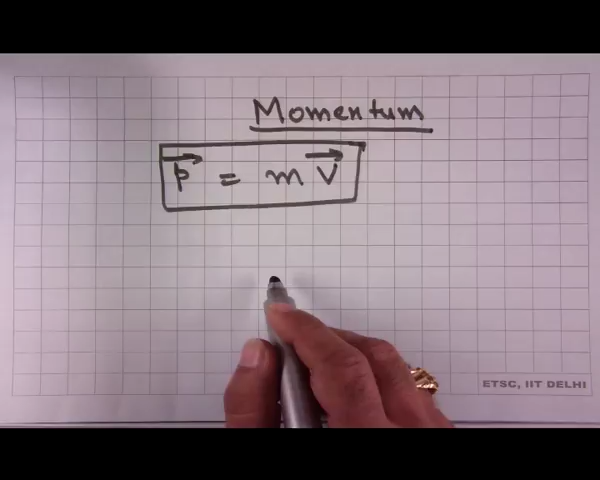 Momentum
p⃗ = m v⃗
ETSC, IIT DELHI